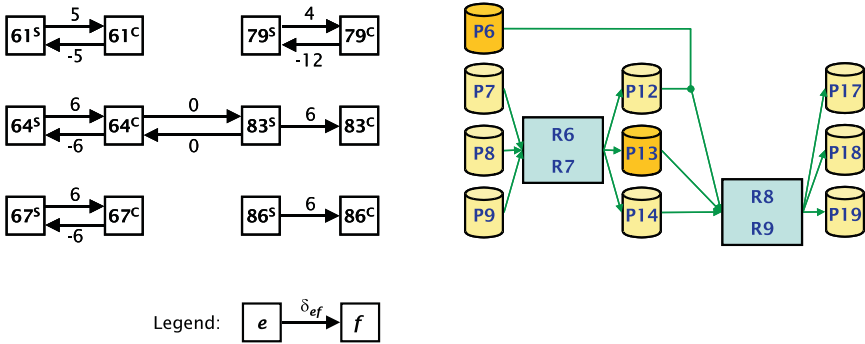 5
61S 61C
-5
4
79S 79C
-12
6 0
64S 64C 83S 6 83C
-6 0
6
67S 67C
-6
6
86S 86C
Legend: e δef f
P6
P7 P12 P17
P8 R6 P13 P18
R7
P9 P14 R8 P19
R9